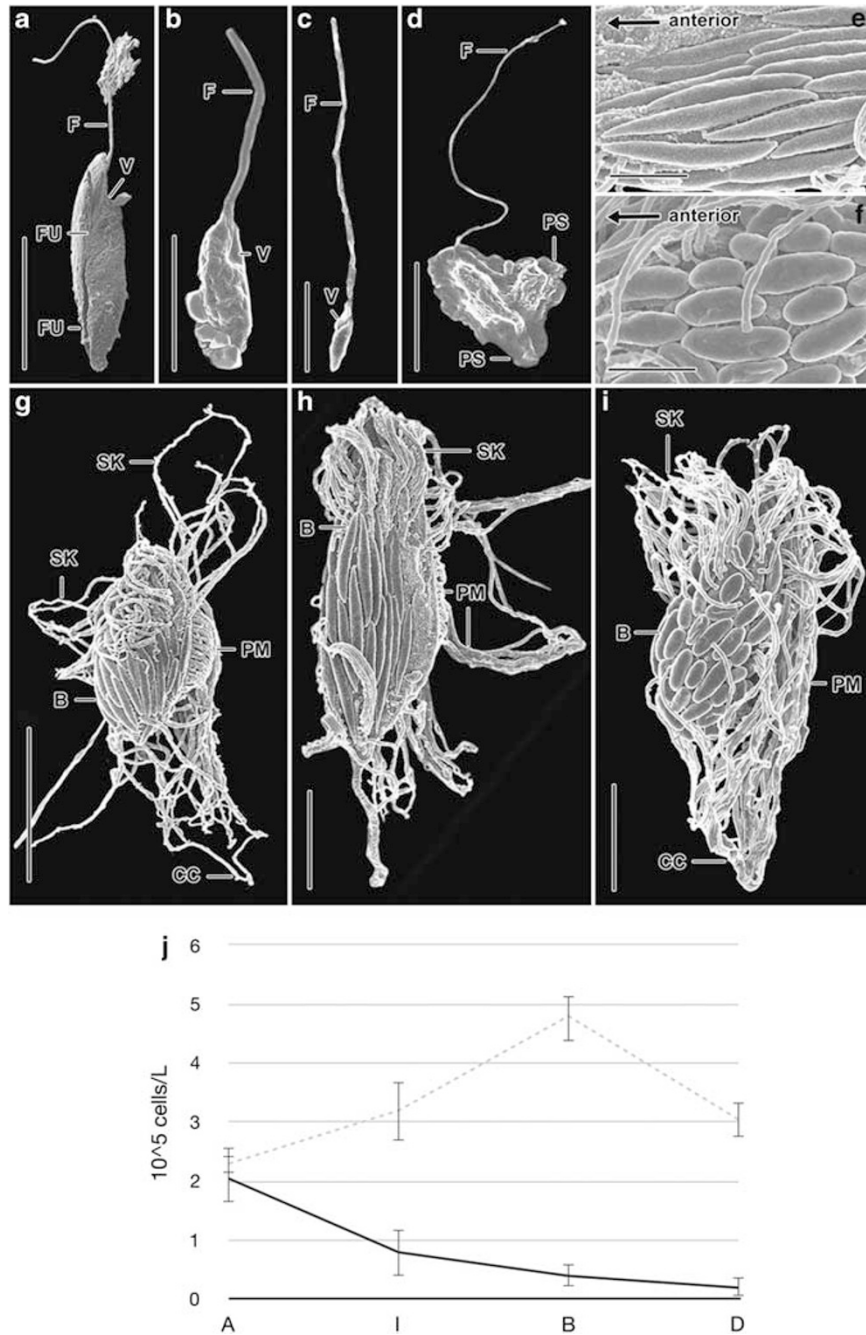 a
F
V
FU
FU
b
F
V
c
F
V
d
F
PS
PS
anterior
e
anterior
f
g
SK
SK
B
PM
CC
h
SK
B
PM
i
SK
B
PM
CC
j
6
5
4
3
2
1
0
10^5 cells/L
A I B D